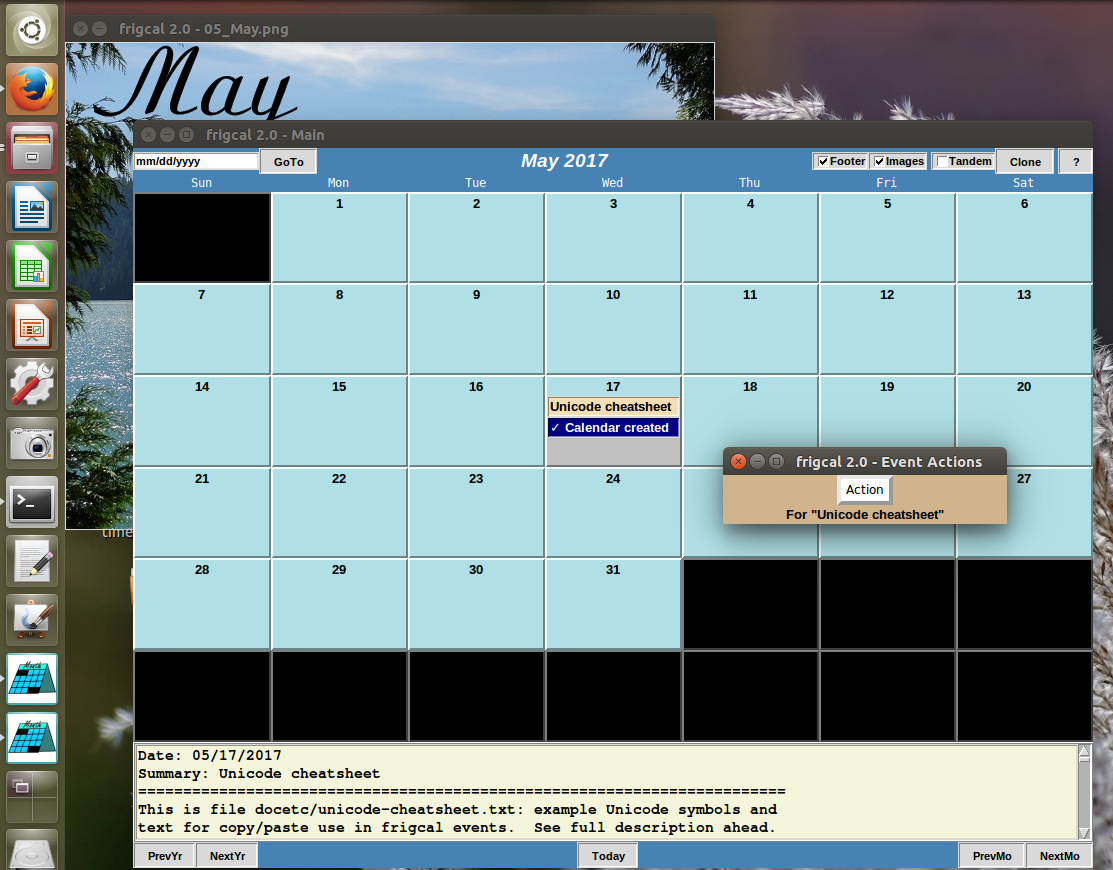 frigcal 2.0 - 05_May.png
May
frigcal 2.0 - Main
mm/dd/yyyy GoTo May 2017 Footer Images Tandem Clone ?
Sun Mon Tue Wed Thu Fri Sat
1 2 3 4 5 6
7 8 9 10 11 12 13
14 15 16 17 18 19 20
Unicode cheatsheet
✓ Calendar created
frigcal 2.0 - Event Actions
Action
For "Unicode cheatsheet"
21 22 23 24 27
time
28 29 30 31
Date: 05/17/2017
Summary: Unicode cheatsheet
========================================================================
This is file docetc/unicode-cheatsheet.txt: example Unicode symbols and
text for copy/paste use in frigcal events.  See full description ahead.
PrevYr NextYr Today PrevMo NextMo
Month
Month